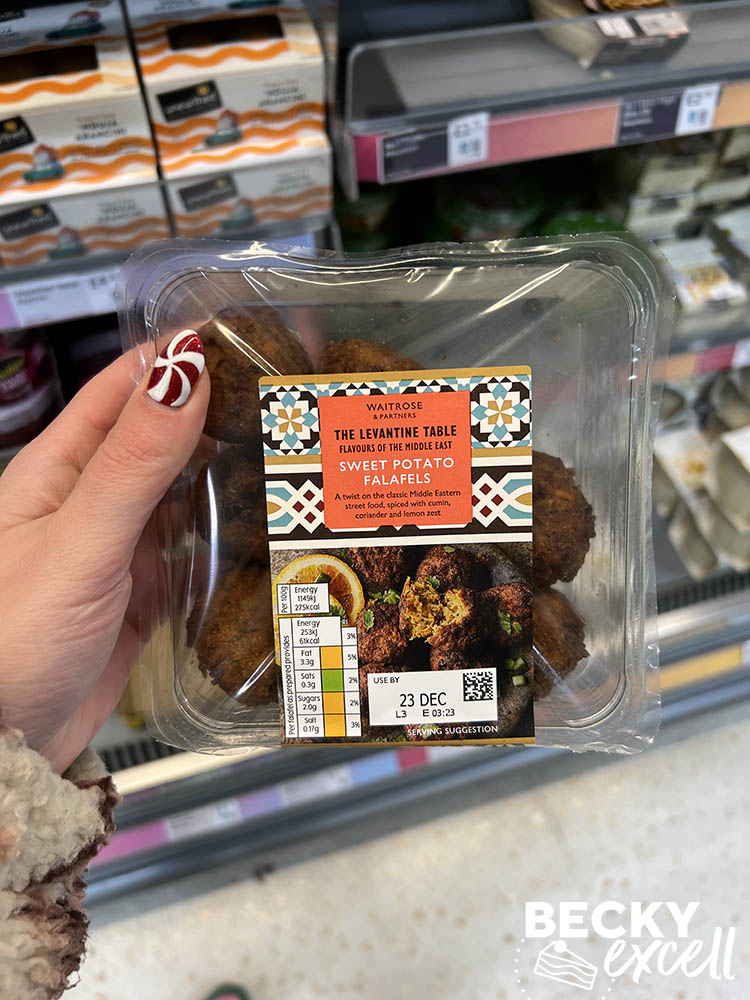 unearthed
unearthed
WAITROSE
& PARTNERS
THE LEVANTINE TABLE
FLAVOURS OF THE MIDDLE EAST
SWEET POTATO
FALAFELS
A twist on the classic Middle Eastern
street food, spiced with cumin,
coriander and lemon zest
Per 100g
Energy
1149kJ
275kcal
Per falafel as prepared provides
Energy
253kJ
61kcal
3%
Fat
3.3g
5%
Sats
0.3g
2%
Sugars
2.0g
2%
Salt
0.17g
3%
USE BY
23 DEC
L3 E 03:23
SERVING SUGGESTION
BECKY
excell